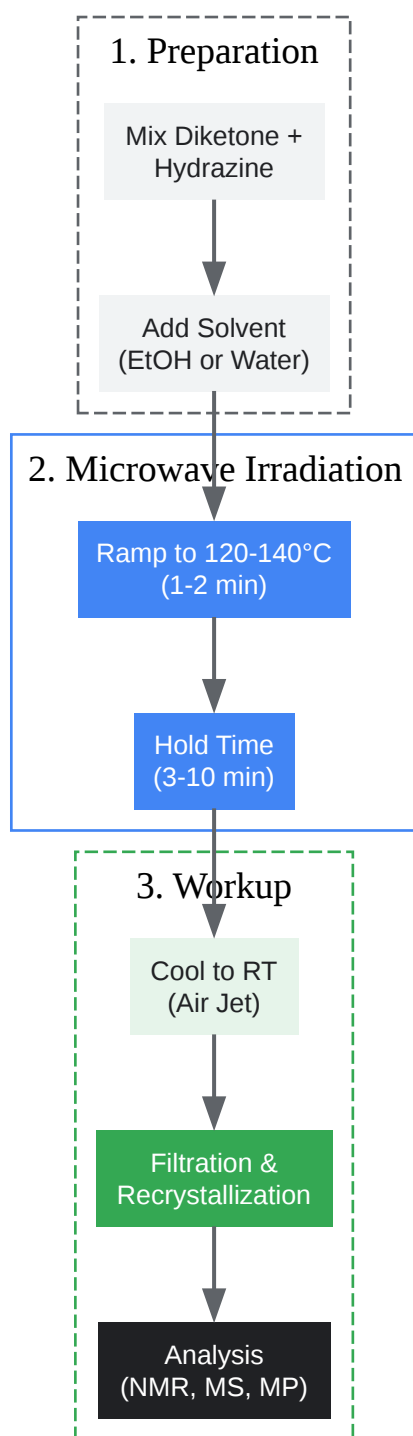 1. Preparation
Mix Diketone +
Hydrazine
Add Solvent
(EtOH or Water)
2. Microwave Irradiation
Ramp to 120-140°C
(1-2 min)
Hold Time
(3-10 min)
3. Workup
Cool to RT
(Air Jet)
Filtration &
Recrystallization
Analysis
(NMR, MS, MP)